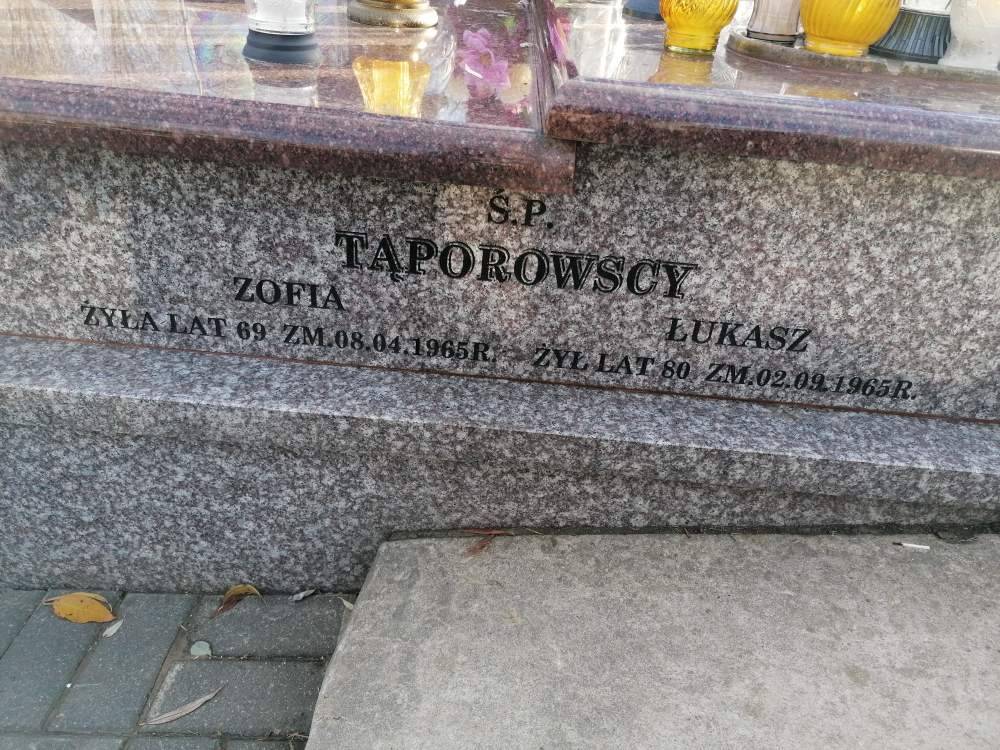 Ś.P.
TĄPOROWSCY
ZOFIA
ŻYŁA LAT 69 ZM.08.04.1965R.
ŁUKASZ
ŻYŁ LAT 80 ZM.02.09.1965R.